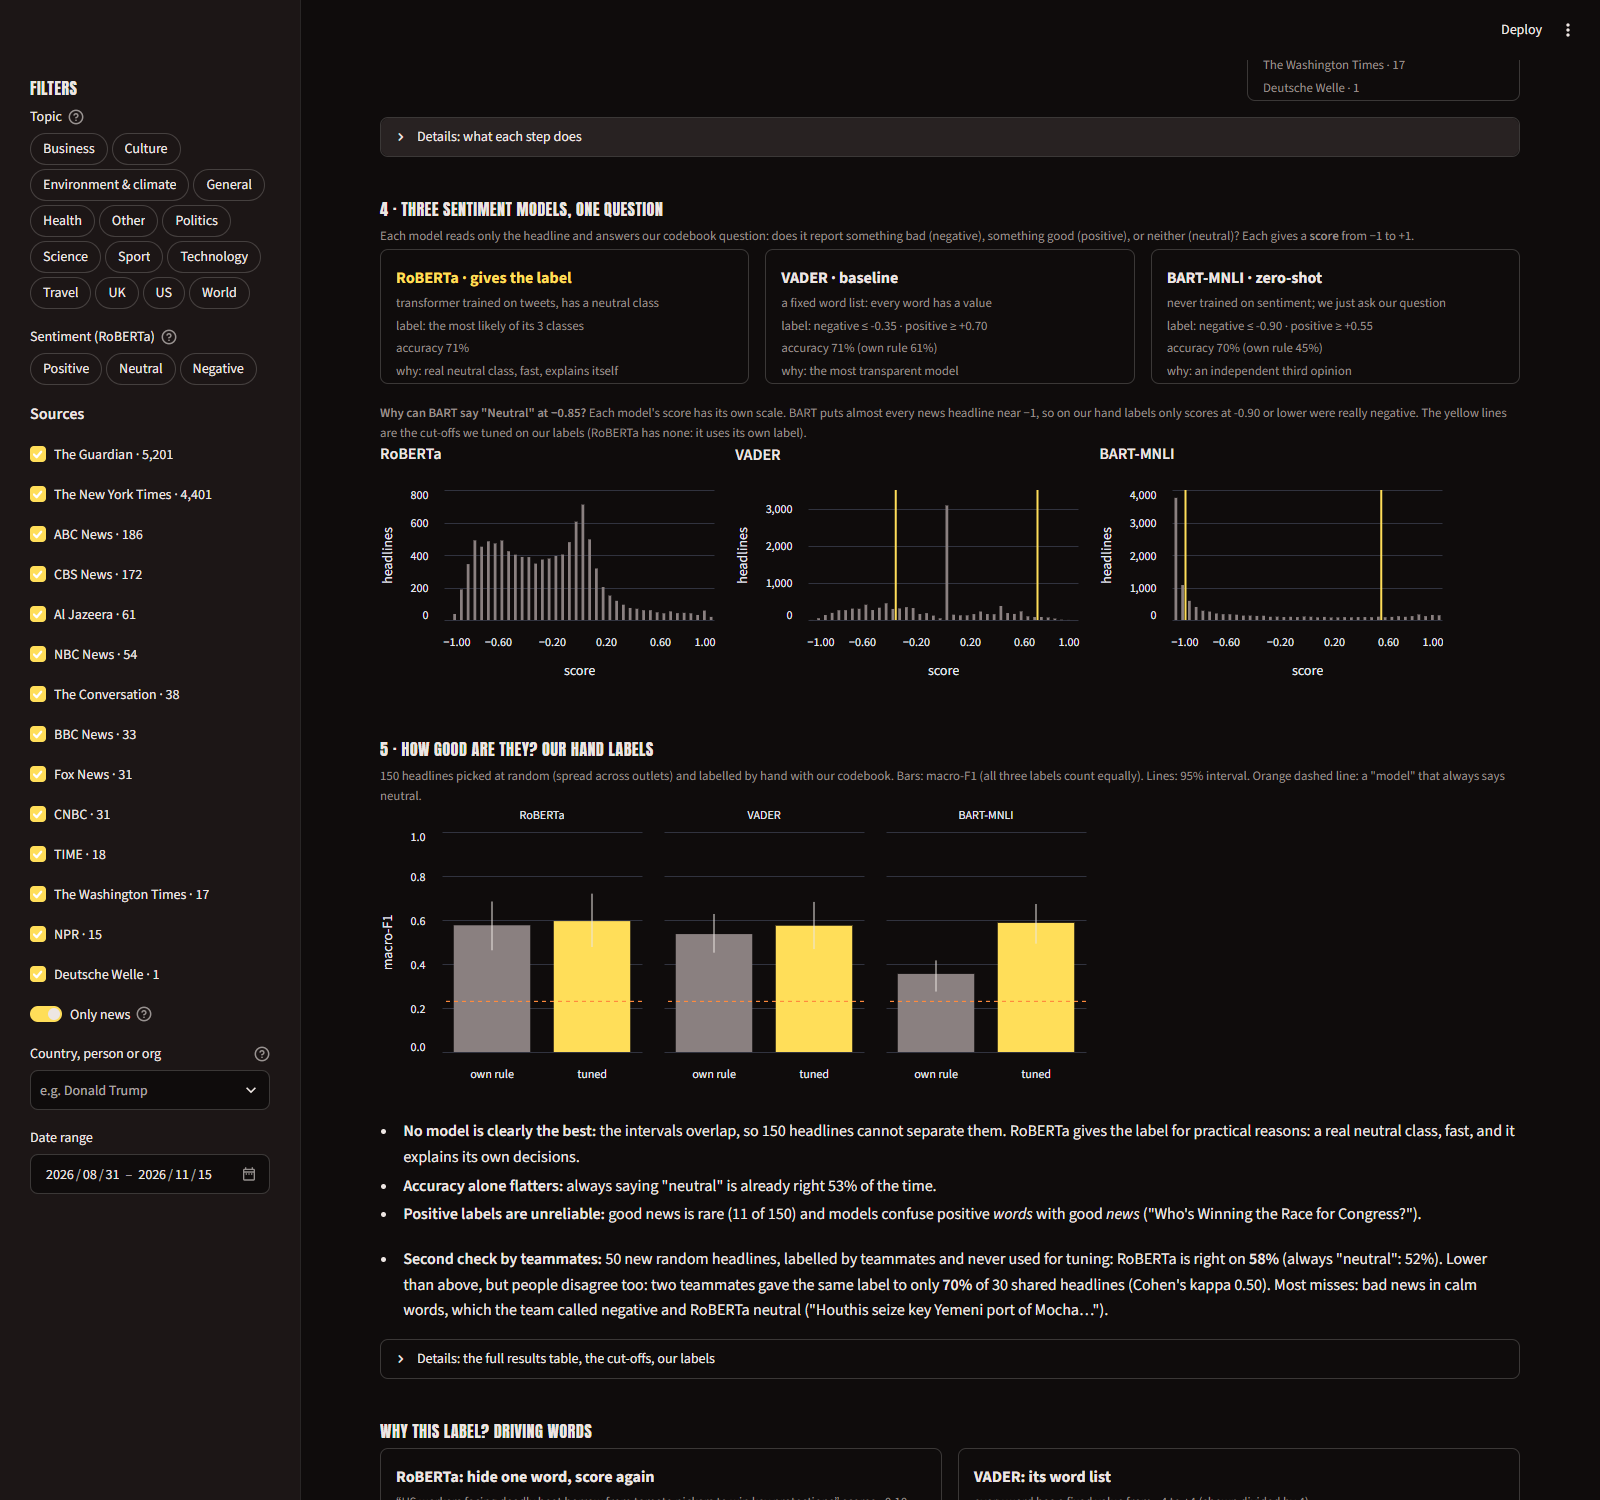 Deploy
FILTERS
Topic
Business
Culture
Environment & climate
General
Health
Other
Politics
Science
Sport
Technology
Travel
UK
US
World
Sentiment (RoBERTa)
Positive
Neutral
Negative
Sources
The Guardian · 5,201
The New York Times · 4,401
ABC News · 186
CBS News · 172
Al Jazeera · 61
NBC News · 54
The Conversation · 38
BBC News · 33
Fox News · 31
CNBC · 31
TIME · 18
The Washington Times · 17
NPR · 15
Deutsche Welle · 1
Only news
Country, person or org
e.g. Donald Trump
Date range
2026/08/31 – 2026/11/15
The Washington Times · 17
Deutsche Welle · 1
Details: what each step does
4 · THREE SENTIMENT MODELS, ONE QUESTION
Each model reads only the headline and answers our codebook question: does it report something bad (negative), something good (positive), or neither (neutral)? Each gives a score from −1 to +1.
RoBERTa · gives the label
transformer trained on tweets, has a neutral class
label: the most likely of its 3 classes
accuracy 71%
why: real neutral class, fast, explains itself
VADER · baseline
a fixed word list: every word has a value
label: negative ≤ -0.35 · positive ≥ +0.70
accuracy 71% (own rule 61%)
why: the most transparent model
BART-MNLI · zero-shot
never trained on sentiment; we just ask our question
label: negative ≤ -0.90 · positive ≥ +0.55
accuracy 70% (own rule 45%)
why: an independent third opinion
Why can BART say "Neutral" at −0.85? Each model's score has its own scale. BART puts almost every news headline near −1, so on our hand labels only scores at -0.90 or lower were really negative. The yellow lines
are the cut-offs we tuned on our labels (RoBERTa has none: it uses its own label).
RoBERTa
800
600
400
200
0
headlines
−1.00 −0.60 −0.20 0.20 0.60 1.00
score
VADER
3,000
2,000
1,000
0
headlines
−1.00 −0.60 −0.20 0.20 0.60 1.00
score
BART-MNLI
4,000
3,000
2,000
1,000
0
headlines
−1.00 −0.60 −0.20 0.20 0.60 1.00
score
5 · HOW GOOD ARE THEY? OUR HAND LABELS
150 headlines picked at random (spread across outlets) and labelled by hand with our codebook. Bars: macro-F1 (all three labels count equally). Lines: 95% interval. Orange dashed line: a "model" that always says
neutral.
RoBERTa VADER BART-MNLI
1.0
0.8
0.6
0.4
0.2
0.0
macro-F1
own rule tuned own rule tuned own rule tuned
• No model is clearly the best: the intervals overlap, so 150 headlines cannot separate them. RoBERTa gives the label for practical reasons: a real neutral class, fast, and it
explains its own decisions.
• Accuracy alone flatters: always saying "neutral" is already right 53% of the time.
• Positive labels are unreliable: good news is rare (11 of 150) and models confuse positive words with good news ("Who's Winning the Race for Congress?").
• Second check by teammates: 50 new random headlines, labelled by teammates and never used for tuning: RoBERTa is right on 58% (always "neutral": 52%). Lower
than above, but people disagree too: two teammates gave the same label to only 70% of 30 shared headlines (Cohen's kappa 0.50). Most misses: bad news in calm
words, which the team called negative and RoBERTa neutral ("Houthis seize key Yemeni port of Mocha…").
Details: the full results table, the cut-offs, our labels
WHY THIS LABEL? DRIVING WORDS
RoBERTa: hide one word, score again
VADER: its word list